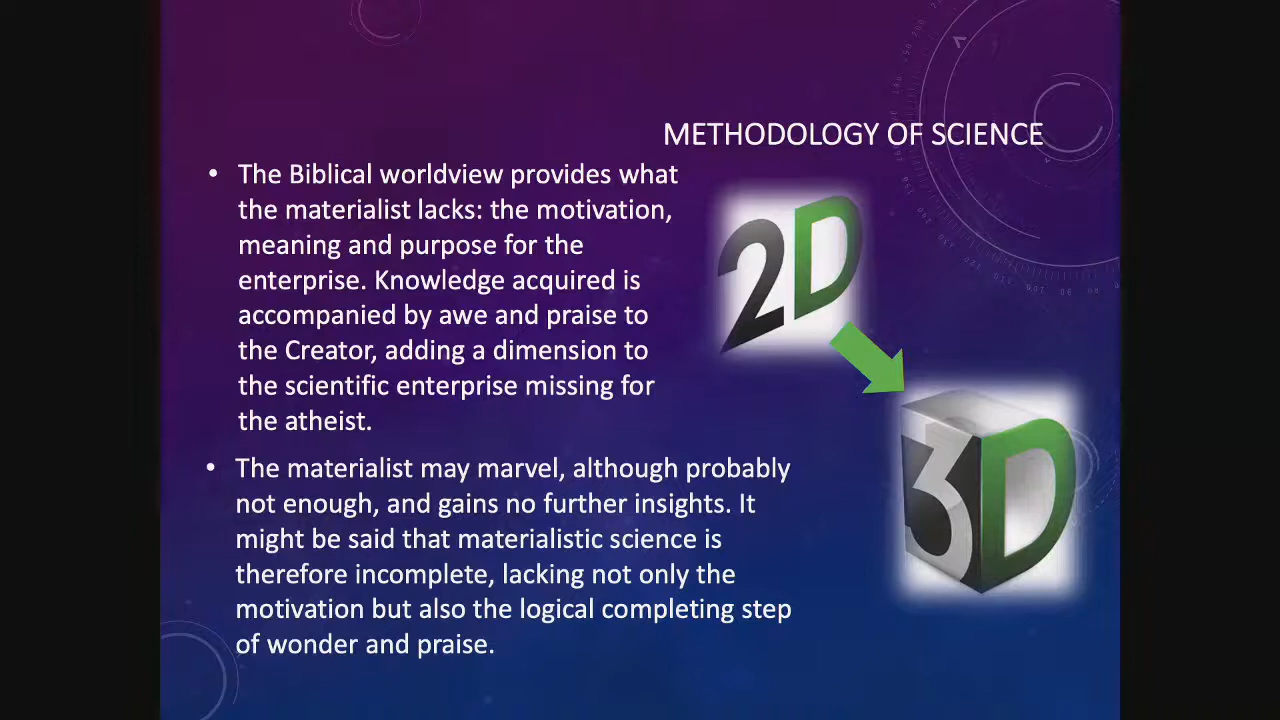 METHODOLOGY OF SCIENCE
• The Biblical worldview provides what
the materialist lacks: the motivation,
meaning and purpose for the
enterprise. Knowledge acquired is
accompanied by awe and praise to
the Creator, adding a dimension to
the scientific enterprise missing for
the atheist.
• The materialist may marvel, although probably
not enough, and gains no further insights. It
might be said that materialistic science is
therefore incomplete, lacking not only the
motivation but also the logical completing step
of wonder and praise.
2D
3D